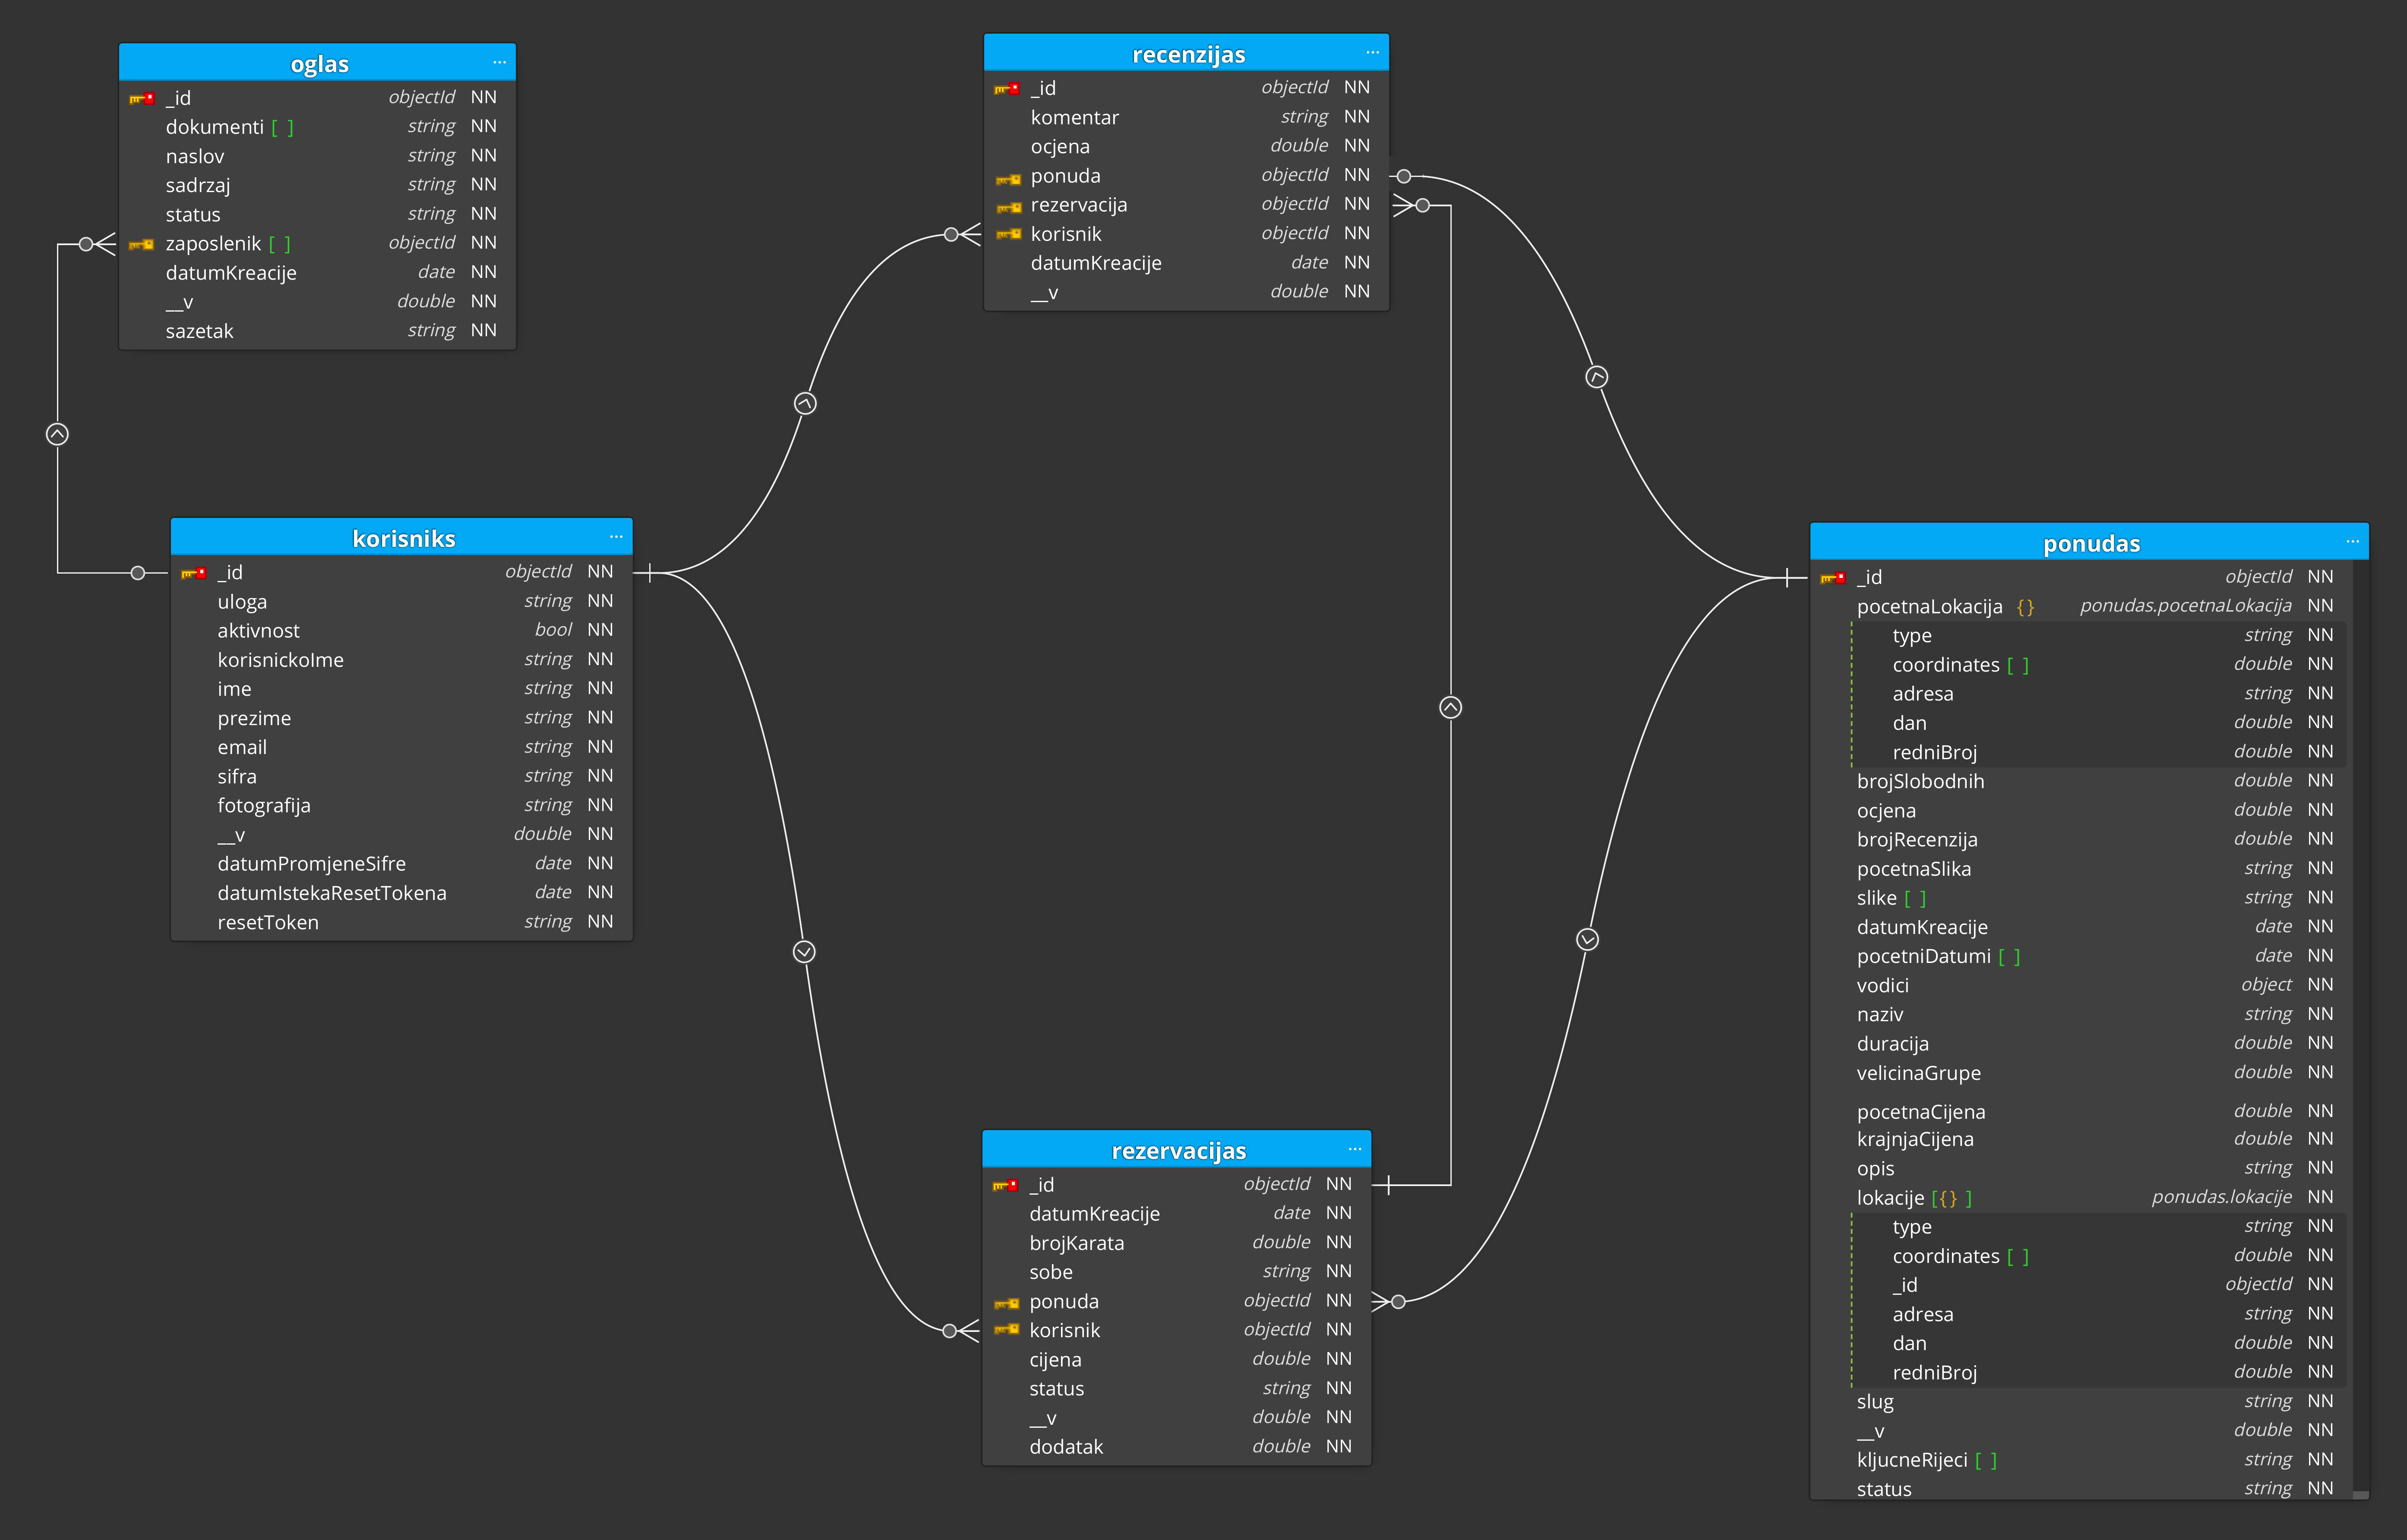 oglas ...
_id objectId NN
dokumenti [ ] string NN
naslov string NN
sadrzaj string NN
status string NN
zaposlenik [ ] objectId NN
datumKreacije date NN
__v double NN
sazetak string NN
recenzijas ...
_id objectId NN
komentar string NN
ocjena double NN
ponuda objectId NN
rezervacija objectId NN
korisnik objectId NN
datumKreacije date NN
__v double NN
korisniks ...
_id objectId NN
uloga string NN
aktivnost bool NN
korisnickoIme string NN
ime string NN
prezime string NN
email string NN
sifra string NN
fotografija string NN
__v double NN
datumPromjeneSifre date NN
datumIstekaResetTokena date NN
resetToken string NN
ponudas ...
_id objectId NN
pocetnaLokacija {} ponudas.pocetnaLokacija NN
type string NN
coordinates [ ] double NN
adresa string NN
dan double NN
redniBroj double NN
brojSlobodnih double NN
ocjena double NN
brojRecenzija double NN
pocetnaSlika string NN
slike [ ] string NN
datumKreacije date NN
pocetniDatumi [ ] date NN
vodici object NN
naziv string NN
duracija double NN
velicinaGrupe double NN
pocetnaCijena double NN
krajnjaCijena double NN
opis string NN
lokacije [{} ] ponudas.lokacije NN
type string NN
coordinates [ ] double NN
_id objectId NN
adresa string NN
dan double NN
redniBroj double NN
slug string NN
__v double NN
kljucneRijeci [ ] string NN
status string NN
rezervacijas ...
_id objectId NN
datumKreacije date NN
brojKarata double NN
sobe string NN
ponuda objectId NN
korisnik objectId NN
cijena double NN
status string NN
__v double NN
dodatak double NN